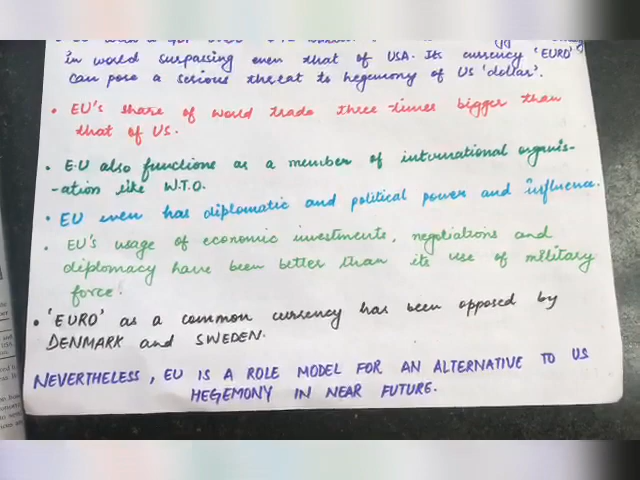 in world surpassing even that of USA. Its currency 'EURO'
can pose a serious threat to hegemony of US 'dollar'.
• EU's share of world trade three times bigger than
that of US.
• E.U also functions as a member of international organis-
-ation like W.T.O.
• EU even has diplomatic and political power and influence.
• EU's usage of economic investments, negotiations and
diplomacy have been better than its use of military
force.
• 'EURO' as a common currency has been opposed by
DENMARK and SWEDEN.
NEVERTHELESS, EU IS A ROLE MODEL FOR AN ALTERNATIVE TO US
HEGEMONY IN NEAR FUTURE.